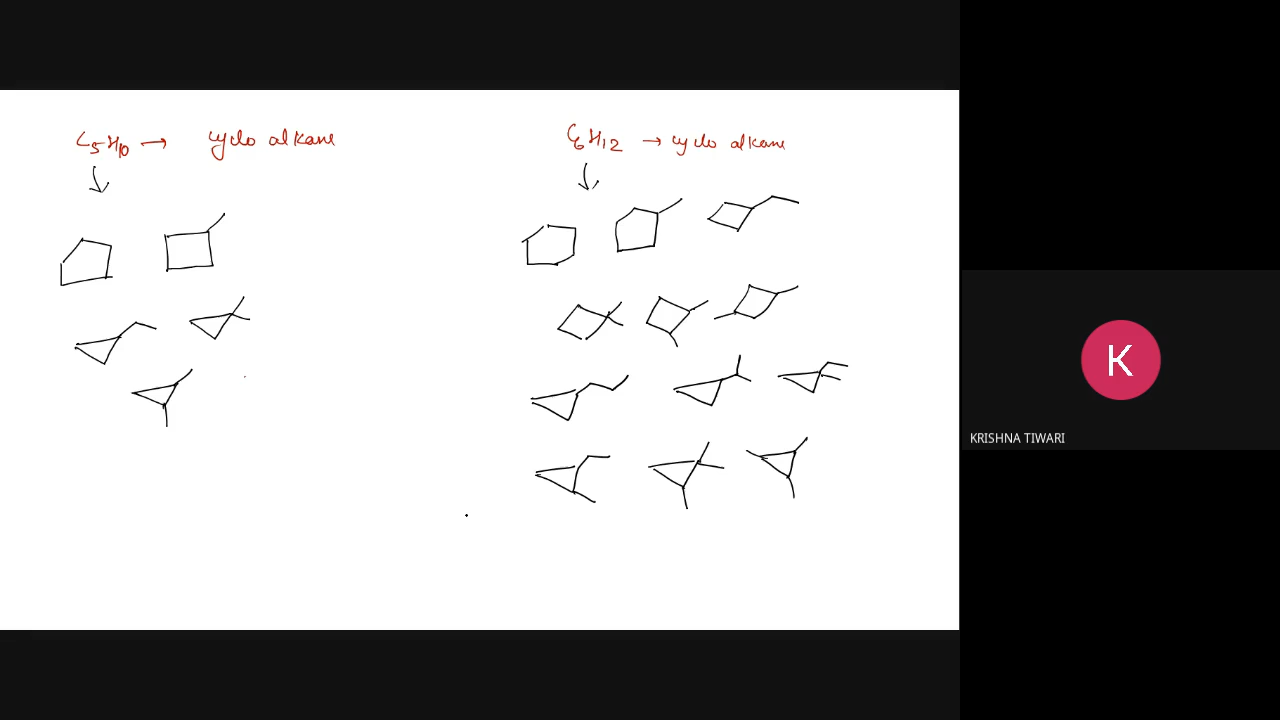 C5H10 → cyclo alkane
C6H12 → cyclo alkane
KRISHNA TIWARI
K